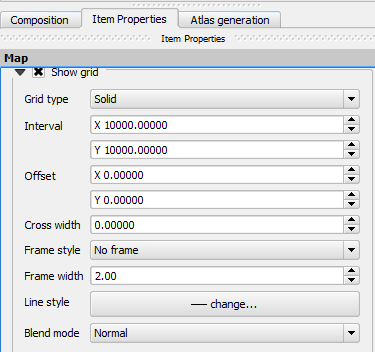 Composition Item Properties Atlas generation
Item Properties
Map
Show grid
Grid type Solid
Interval X 10000.00000
Y 10000.00000
Offset X 0.00000
Y 0.00000
Cross width 0.00000
Frame style No frame
Frame width 2.00
Line style change...
Blend mode Normal